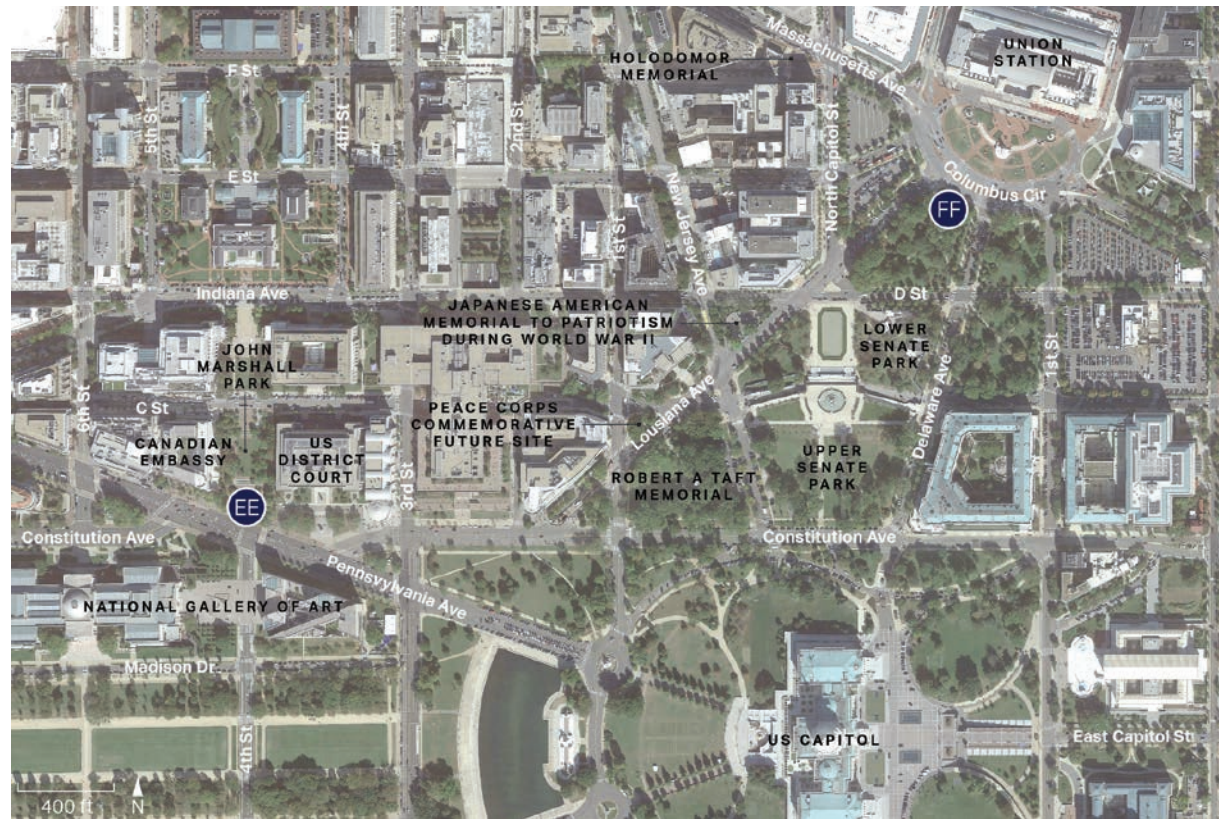 HOLODOMOR
MEMORIAL
Massachusetts Ave
UNION
STATION
F St
5th St
4th St
2nd St
North Capitol St
E St
Columbus Cir
FF
1st St
New Jersey Ave
Indiana Ave
JAPANESE AMERICAN
MEMORIAL TO PATRIOTISM
DURING WORLD WAR II
D St
LOWER
SENATE
PARK
JOHN
MARSHALL
PARK
1st St
6th St
C St
Delaware Ave
PEACE CORPS
COMMEMORATIVE
FUTURE SITE
Lousiana Ave
CANADIAN
EMBASSY
US
DISTRICT
COURT
3rd St
UPPER
SENATE
PARK
ROBERT A TAFT
MEMORIAL
EE
Constitution Ave
Constitution Ave
Pennsvylvania Ave
NATIONAL GALLERY OF ART
Madison Dr
4th St
US CAPITOL
East Capitol St
400 ft
N